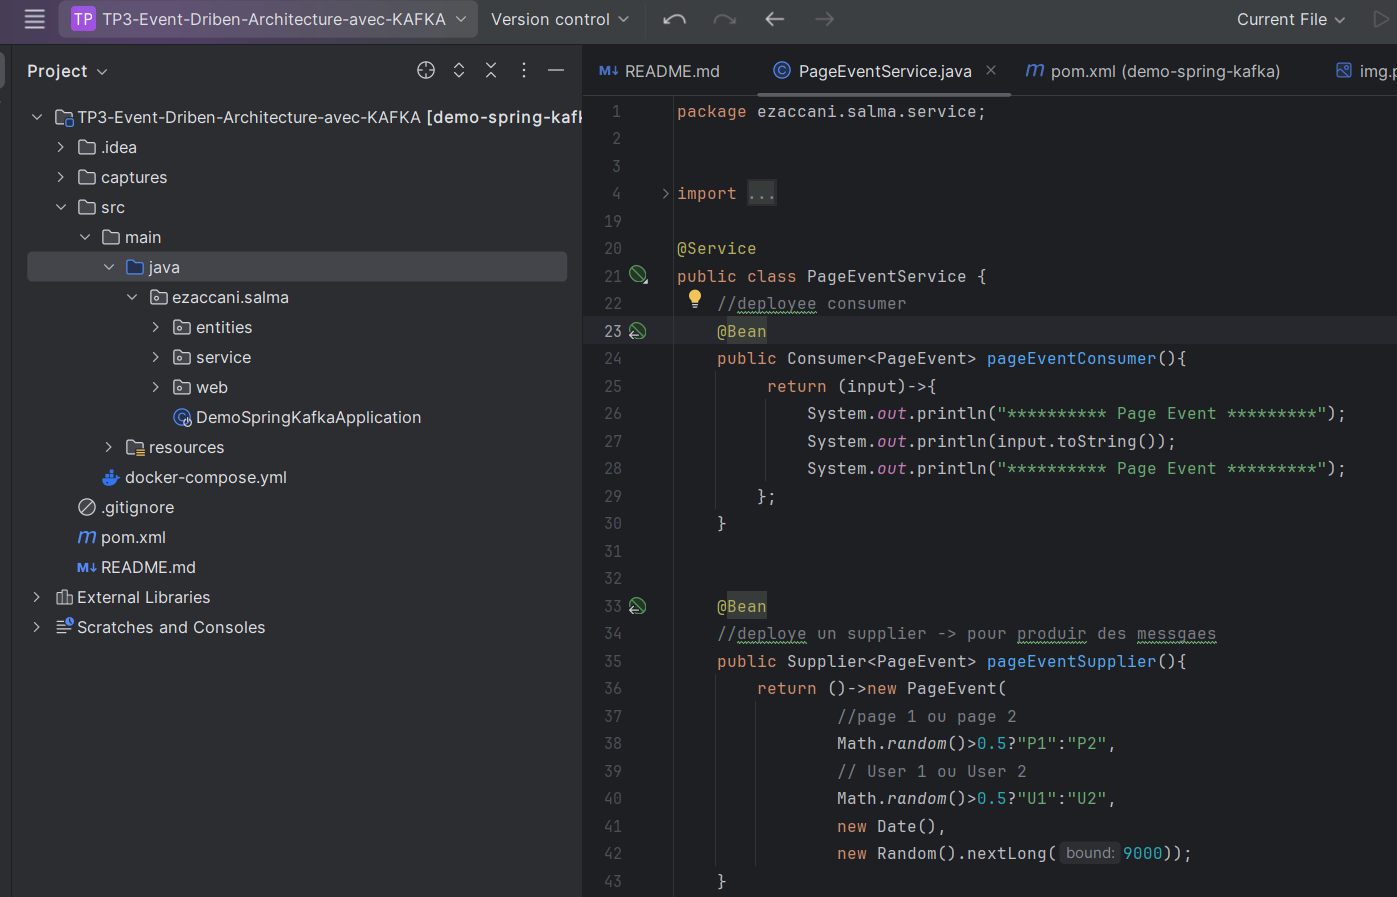 TP TP3-Event-Driben-Architecture-avec-KAFKA Version control Current File
Project
TP3-Event-Driben-Architecture-avec-KAFKA [demo-spring-kaf
.idea
captures
src
main
java
ezaccani.salma
entities
service
web
DemoSpringKafkaApplication
resources
docker-compose.yml
.gitignore
pom.xml
README.md
External Libraries
Scratches and Consoles
README.md PageEventService.java pom.xml (demo-spring-kafka) img.p
1 package ezaccani.salma.service;
2
3
4 import ...
19
20 @Service
21 public class PageEventService {
22 //deployee consumer
23 @Bean
24 public Consumer<PageEvent> pageEventConsumer(){
25 return (input)->{
26 System.out.println("********** Page Event *********");
27 System.out.println(input.toString());
28 System.out.println("********** Page Event *********");
29 };
30 }
31
32
33 @Bean
34 //deploye un supplier -> pour produir des messgaes
35 public Supplier<PageEvent> pageEventSupplier(){
36 return ()->new PageEvent(
37 //page 1 ou page 2
38 Math.random()>0.5?"P1":"P2",
39 // User 1 ou User 2
40 Math.random()>0.5?"U1":"U2",
41 new Date(),
42 new Random().nextLong( bound: 9000));
43 }